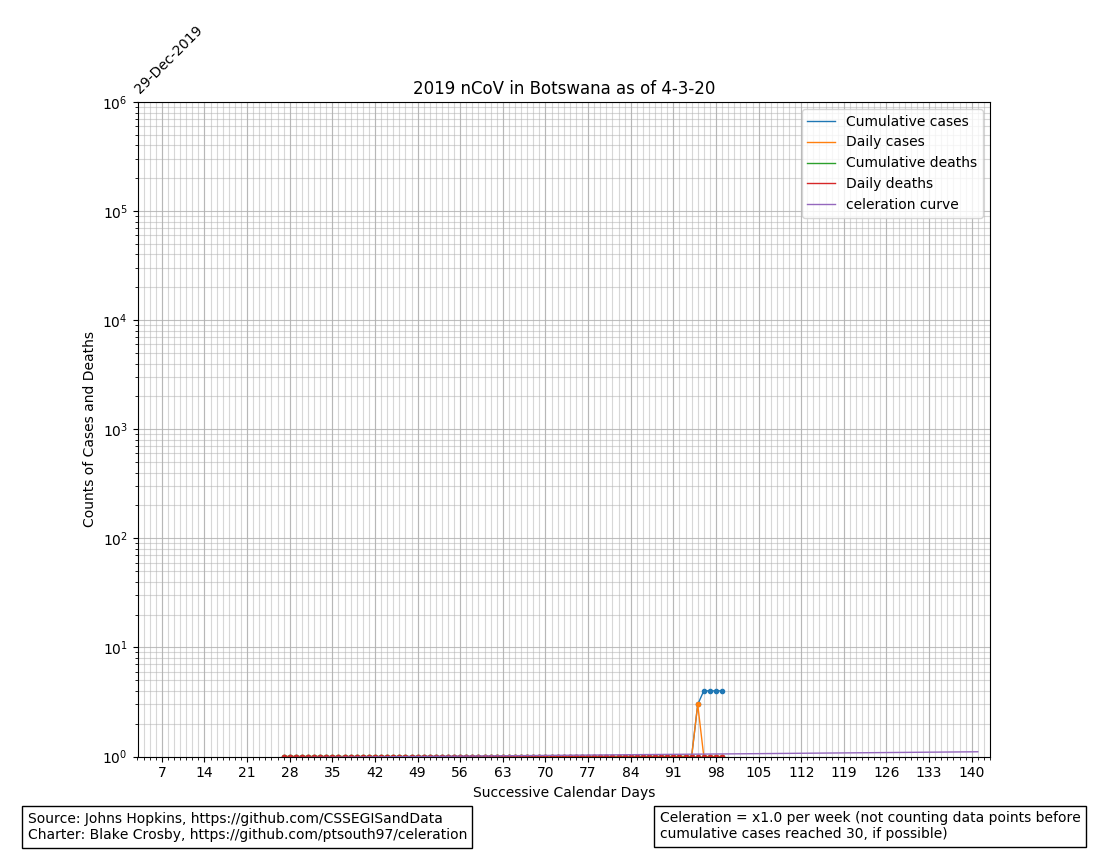 29-Dec-2019
2019 nCoV in Botswana as of 4-3-20
10^6
10^5
10^4
10^3
10^2
10^1
10^0
Counts of Cases and Deaths
Cumulative cases
Daily cases
Cumulative deaths
Daily deaths
celeration curve
7 14 21 28 35 42 49 56 63 70 77 84 91 98 105 112 119 126 133 140
Successive Calendar Days
Source: Johns Hopkins, https://github.com/CSSEGISandData
Charter: Blake Crosby, https://github.com/ptsouth97/celeration
Celeration = x1.0 per week (not counting data points before
cumulative cases reached 30, if possible)